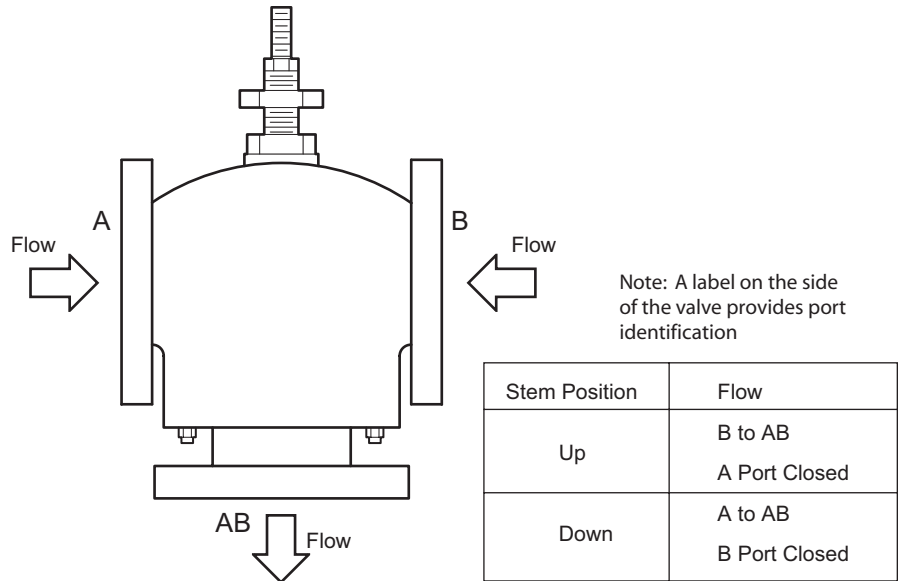 A
B
Flow
Flow
Note: A label on the side
of the valve provides port
identification
AB
Flow
Stem Position Flow
Up
B to AB
A Port Closed
Down
A to AB
B Port Closed